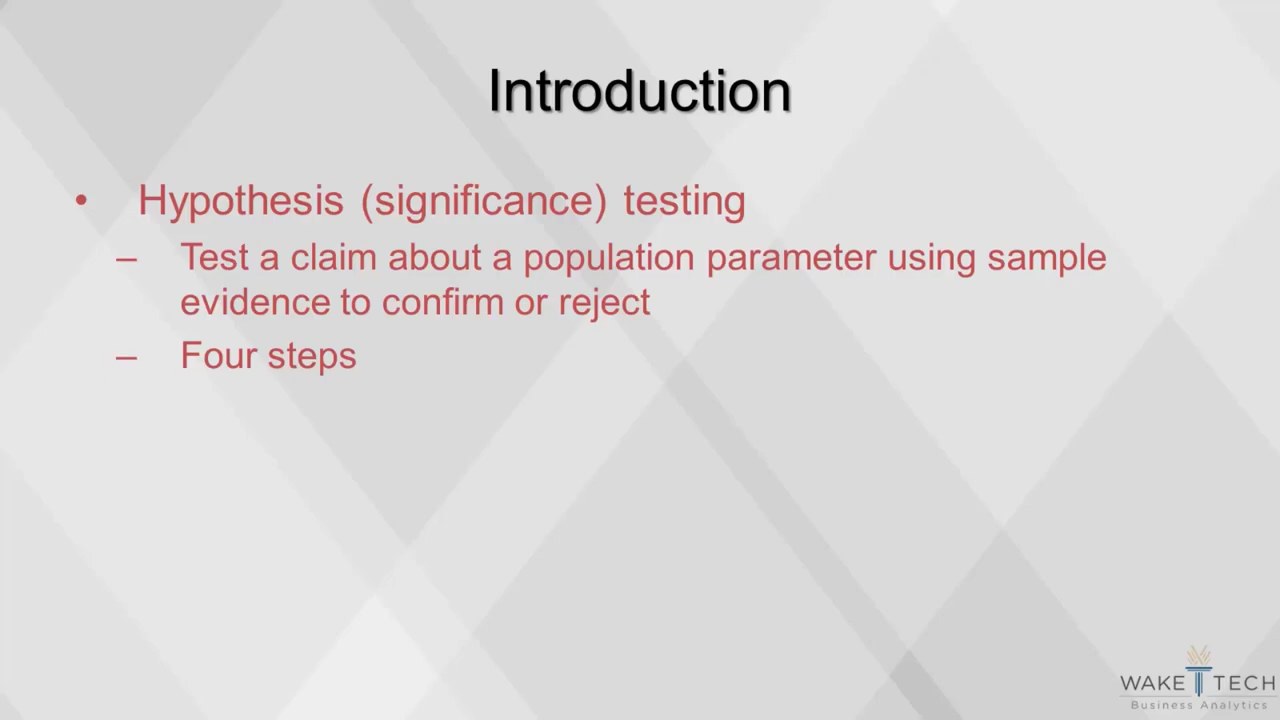 Introduction
• Hypothesis (significance) testing
– Test a claim about a population parameter using sample
evidence to confirm or reject
– Four steps
WAKE TECH
Business Analytics